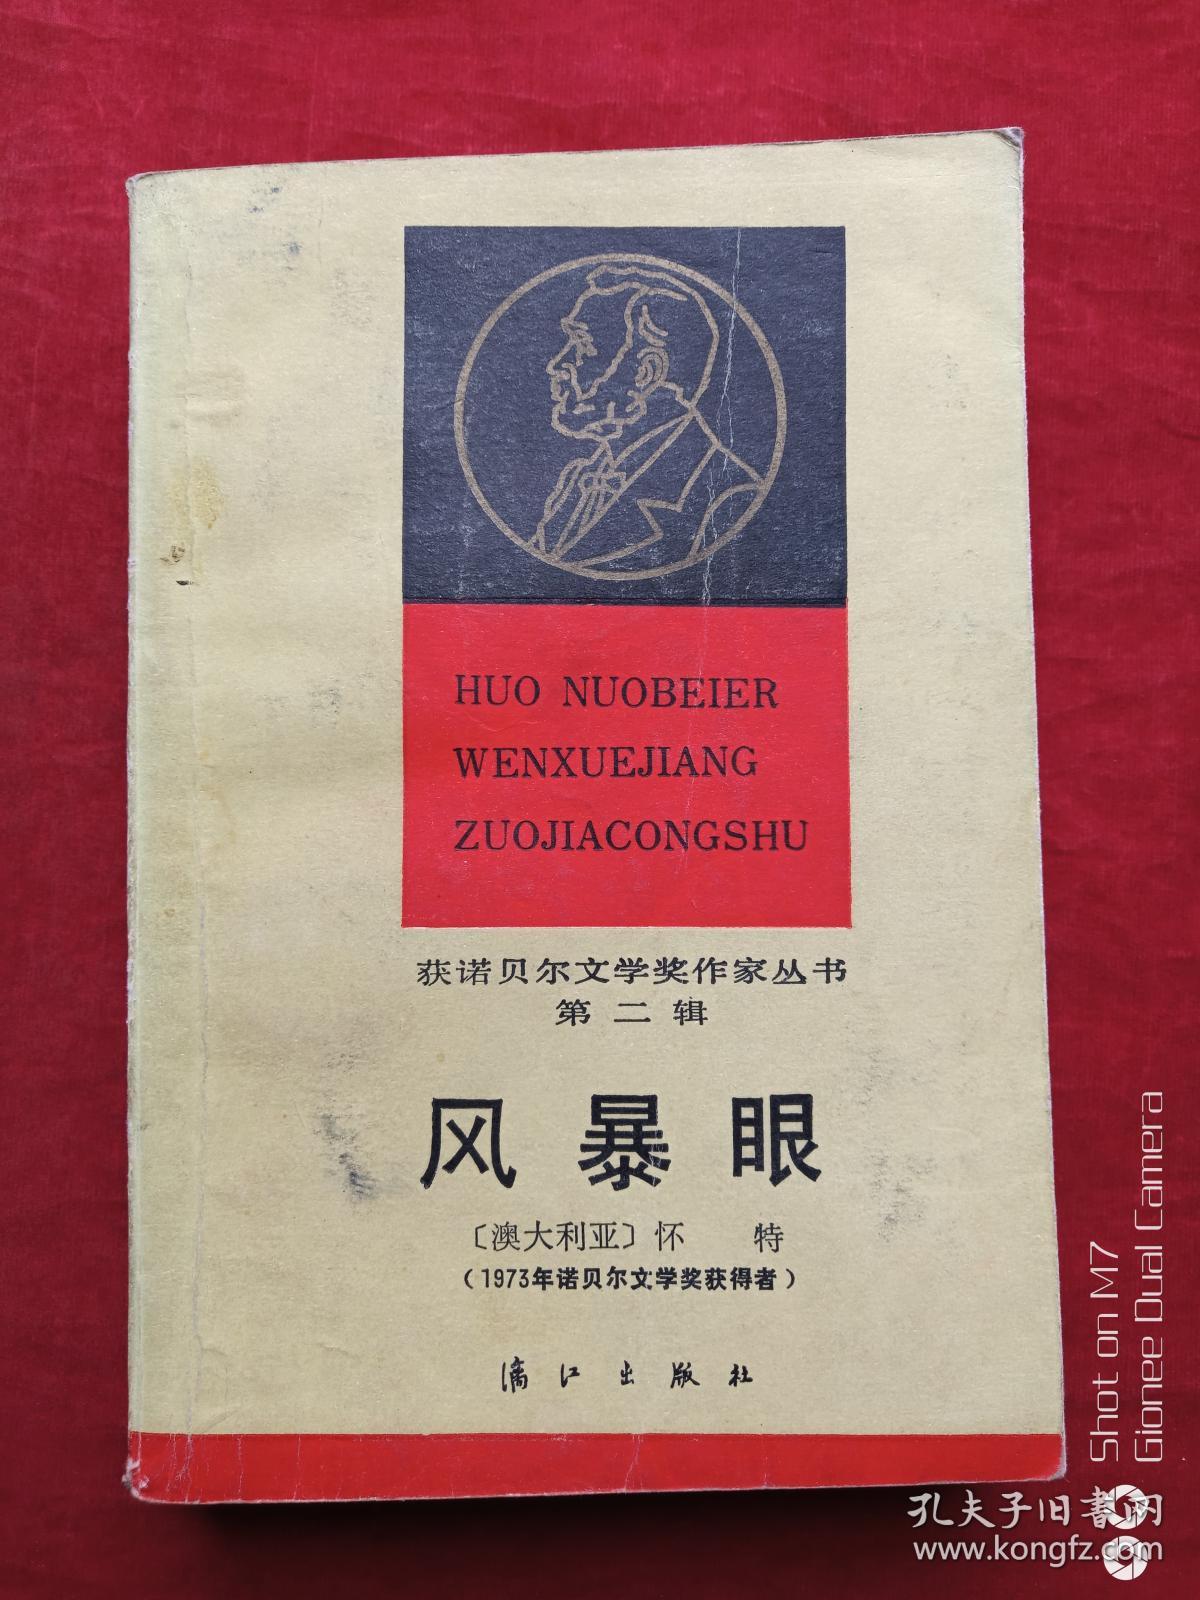 HUO NUOBEIER
WENXUEJIANG
ZUOJIACONGSHU
获诺贝尔文学奖作家丛书
第二辑
风暴眼
〔澳大利亚〕怀 特
（1973年诺贝尔文学奖获得者）
漓江出版社
Shot on M7
Gionee Dual Camera
孔夫子旧書网
www.kongfz.com